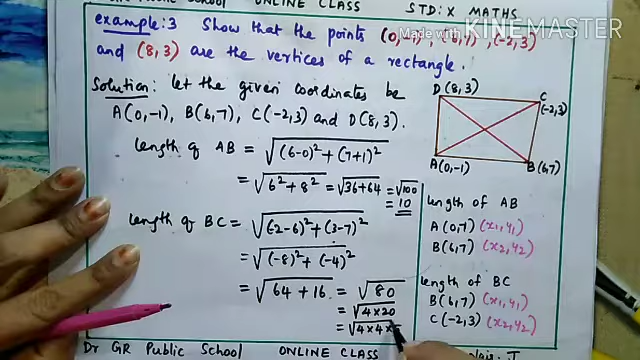 Public School ONLINE CLASS STD: X MATHS
Made with KINEMASTER
example:3 Show that the points (0,-1), (6,7), (-2,3)
and (8,3) are the vertices of a rectangle.
Solution: let the given coordinates be
A(0,-1), B(6,7), C(-2,3) and D(8,3).
length of AB = √(6-0)²+(7+1)²
= √6²+8² = √36+64 = √100
= 10
length of BC = √(-2-6)²+(3-7)²
= √(-8)²+(-4)²
= √64+16 = √80
= √4×20
= √4×4×
D(8,3)
C
(-2,3)
A(0,-1)
B(6,7)
length of AB
A(0,-1) (x₁,y₁)
B(6,7) (x₂,y₂)
length of BC
B(6,7) (x₁,y₁)
C(-2,3) (x₂,y₂)
Dr GR Public School ONLINE CLASS